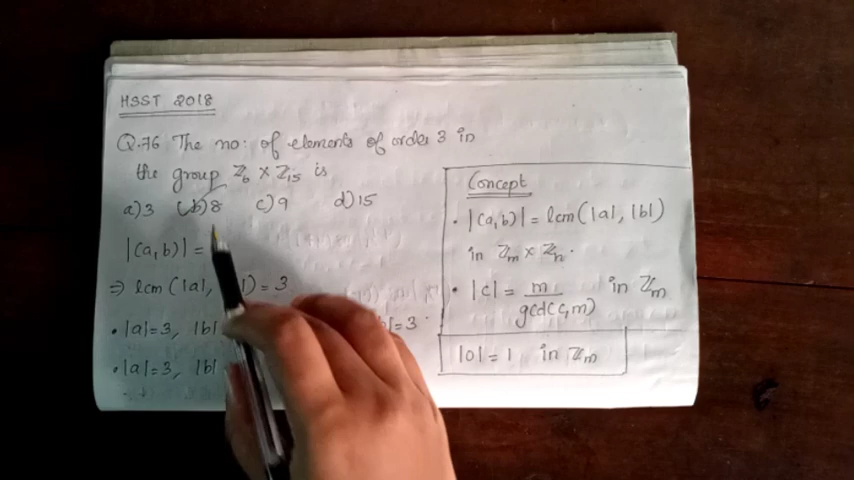 HSST 2018
Q.76 The no: of elements of order 3 in
the group ℤ₆ × ℤ₁₅ is
a) 3 b) 8 c) 9 d) 15
|(a,b)| =
⇒ lcm (|a|, |) = 3
• |a|=3, |b| |=3
• |a|=3, |b|
Concept
• |(a,b)| = lcm (|a|, |b|)
in ℤm × ℤn.
• |c| = m/gcd(c,m) in ℤm
|0| = 1 in ℤm